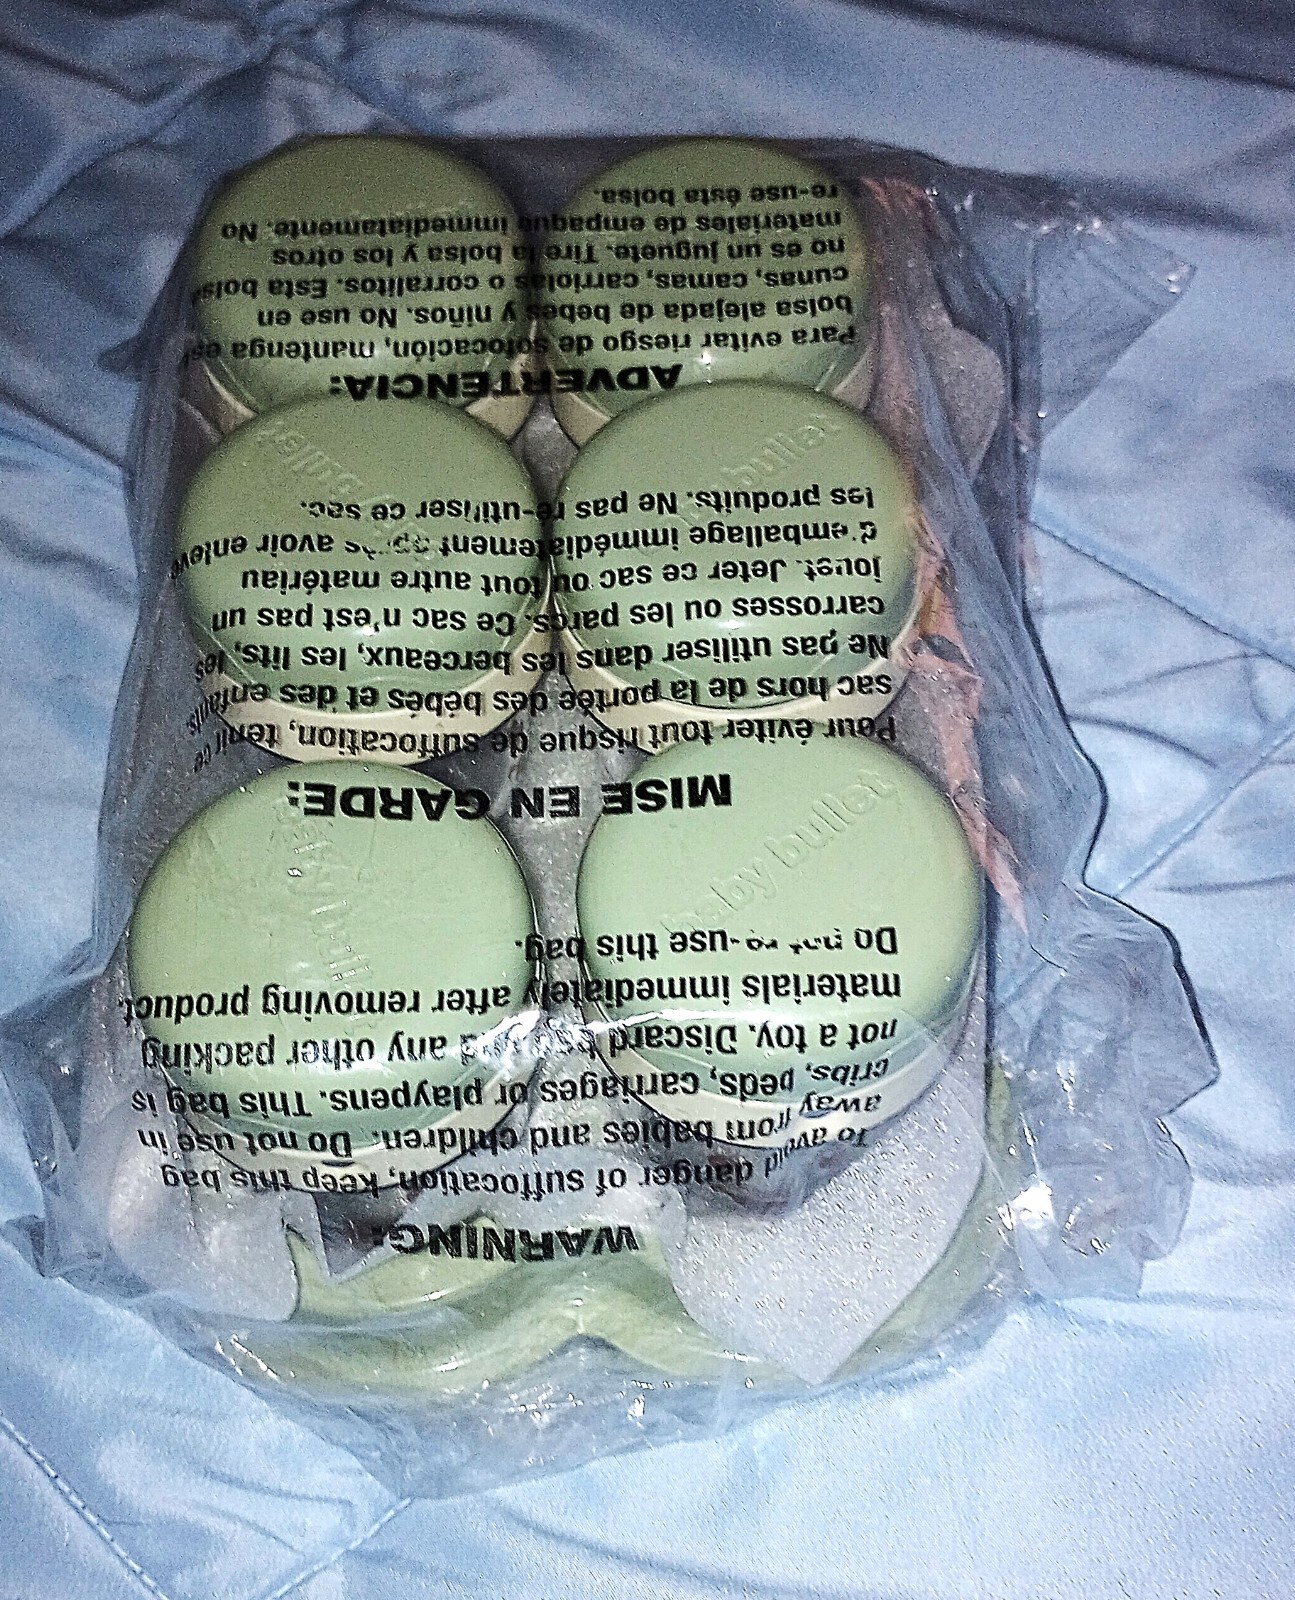 WARNING:
To avoid danger of suffocation, keep this bag
away from babies and children. Do not use in
cribs, beds, carriages or playpens. This bag is
not a toy. Discard bag and any other packing
materials immediately after removing product.
Do not re-use this bag.
MISE EN GARDE:
Pour éviter tout risque de suffocation, tenir ce
sac hors de la portée des bébés et des enfants
Ne pas utiliser dans les berceaux, les lits, les
carrosses ou les parcs. Ce sac n'est pas un
jouet. Jeter ce sac ou tout autre matériau
d'emballage immédiatement après avoir enlevé
les produits. Ne pas re-utiliser ce sac.
ADVERTENCIA:
Para evitar riesgo de sofocación, mantenga
bolsa alejada de bebés y niños. No use en
cunas, camas, carriolas o corralitos. Esta bolsa
no es un juguete. Tire la bolsa y los otros
materiales de empaque immediatamente. No
re-use ésta bolsa.
baby bullet
baby bullet
bullet
bullet